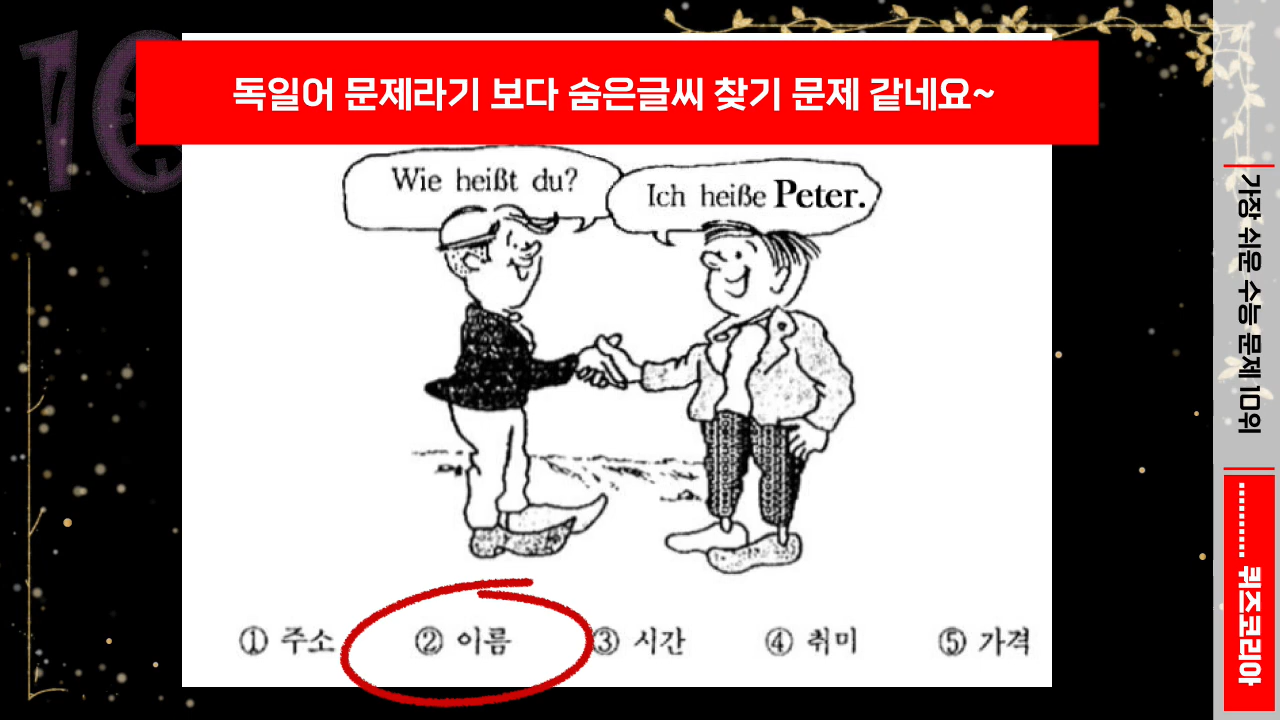 10
독일어 문제라기 보다 숨은글씨 찾기 문제 같네요~
Wie heißt du?
Ich heiße Peter.
① 주소 ② 이름 ③ 시간 ④ 취미 ⑤ 가격
가장 쉬운 수능 문제 10위
........... 퀴즈코리아